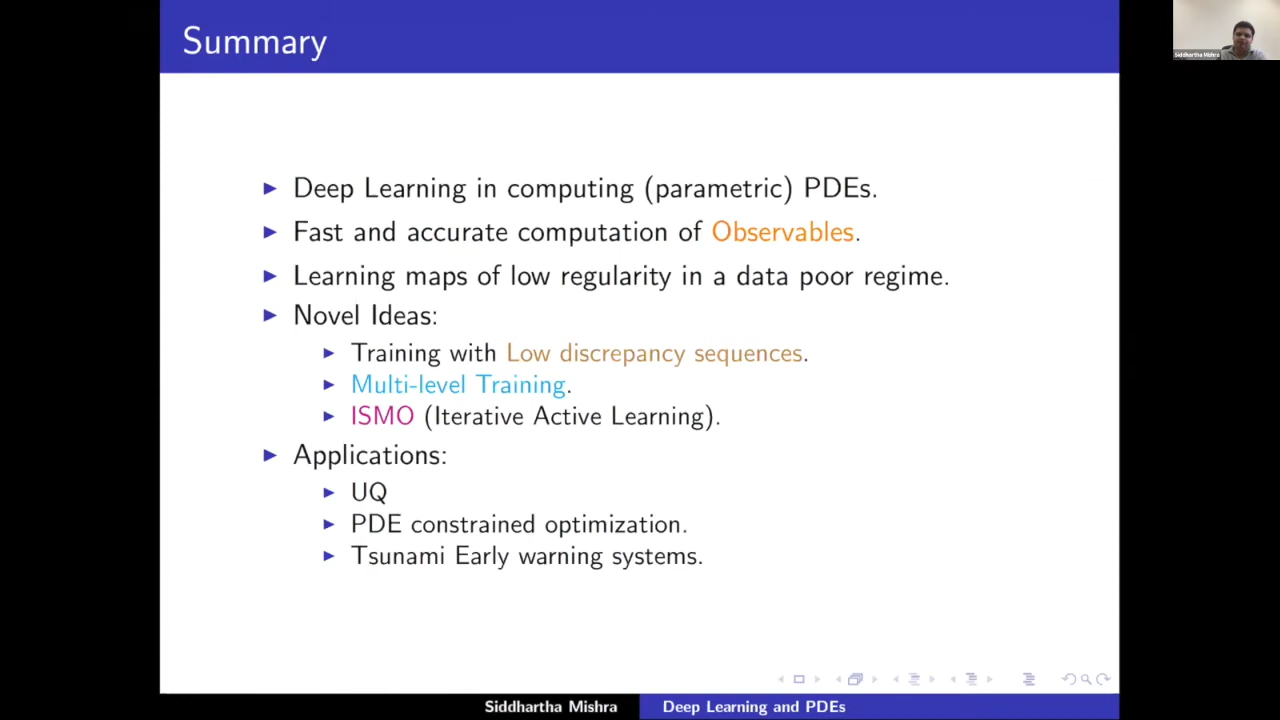 Summary
Siddhartha Mishra
Deep Learning in computing (parametric) PDEs.
Fast and accurate computation of Observables.
Learning maps of low regularity in a data poor regime.
Novel Ideas:
Training with Low discrepancy sequences.
Multi-level Training.
ISMO (Iterative Active Learning).
Applications:
UQ
PDE constrained optimization.
Tsunami Early warning systems.
Siddhartha Mishra
Deep Learning and PDEs